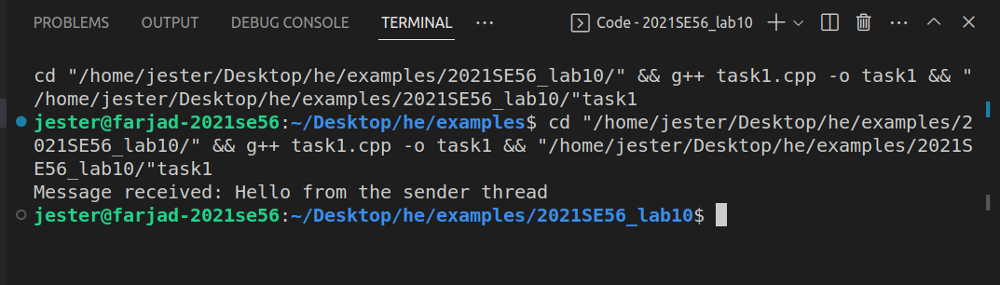 PROBLEMS OUTPUT DEBUG CONSOLE TERMINAL ··· Code - 2021SE56_lab10
cd "/home/jester/Desktop/he/examples/2021SE56_lab10/" && g++ task1.cpp -o task1 && "
/home/jester/Desktop/he/examples/2021SE56_lab10/"task1
jester@farjad-2021se56:~/Desktop/he/examples$ cd "/home/jester/Desktop/he/examples/2
021SE56_lab10/" && g++ task1.cpp -o task1 && "/home/jester/Desktop/he/examples/2021S
E56_lab10/"task1
Message received: Hello from the sender thread
jester@farjad-2021se56:~/Desktop/he/examples/2021SE56_lab10$